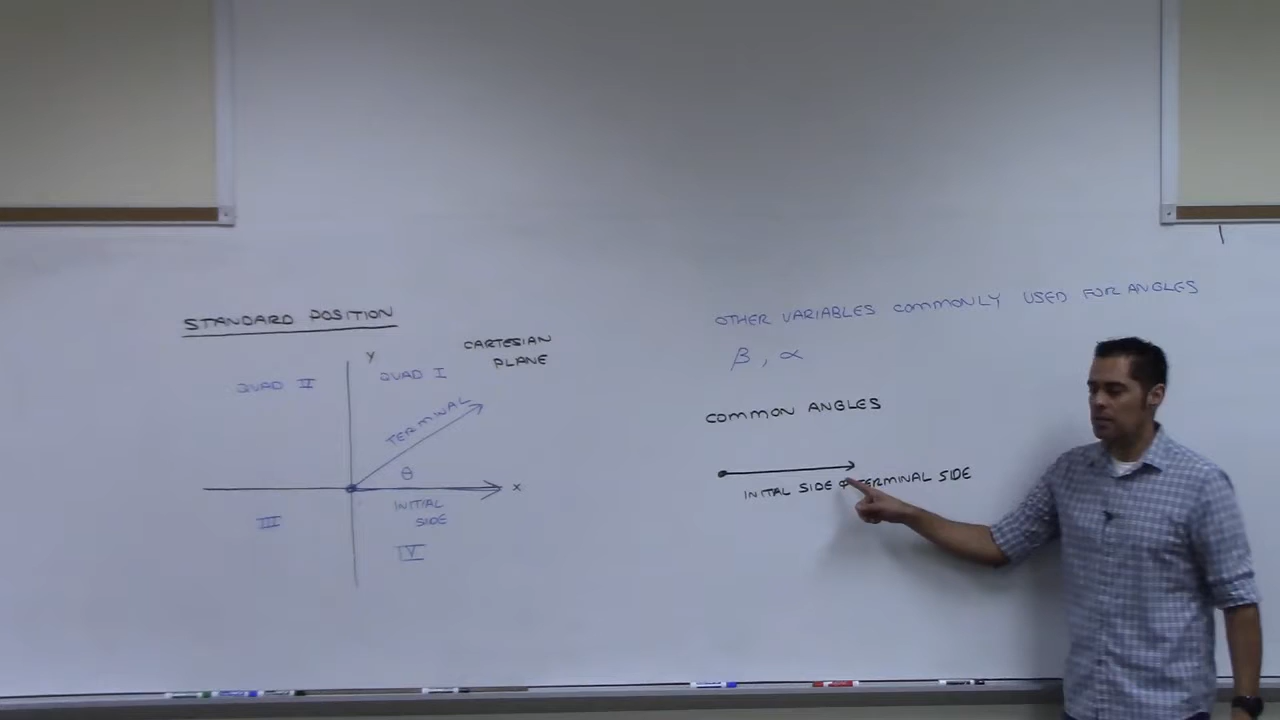 STANDARD POSITION
CARTESIAN
PLANE
y
QUAD II
QUAD I
TERMINAL
θ
x
INITIAL
SIDE
III
IV
OTHER VARIABLES COMMONLY USED FOR ANGLES
β, α
COMMON ANGLES
INITAL SIDE & TERMINAL SIDE